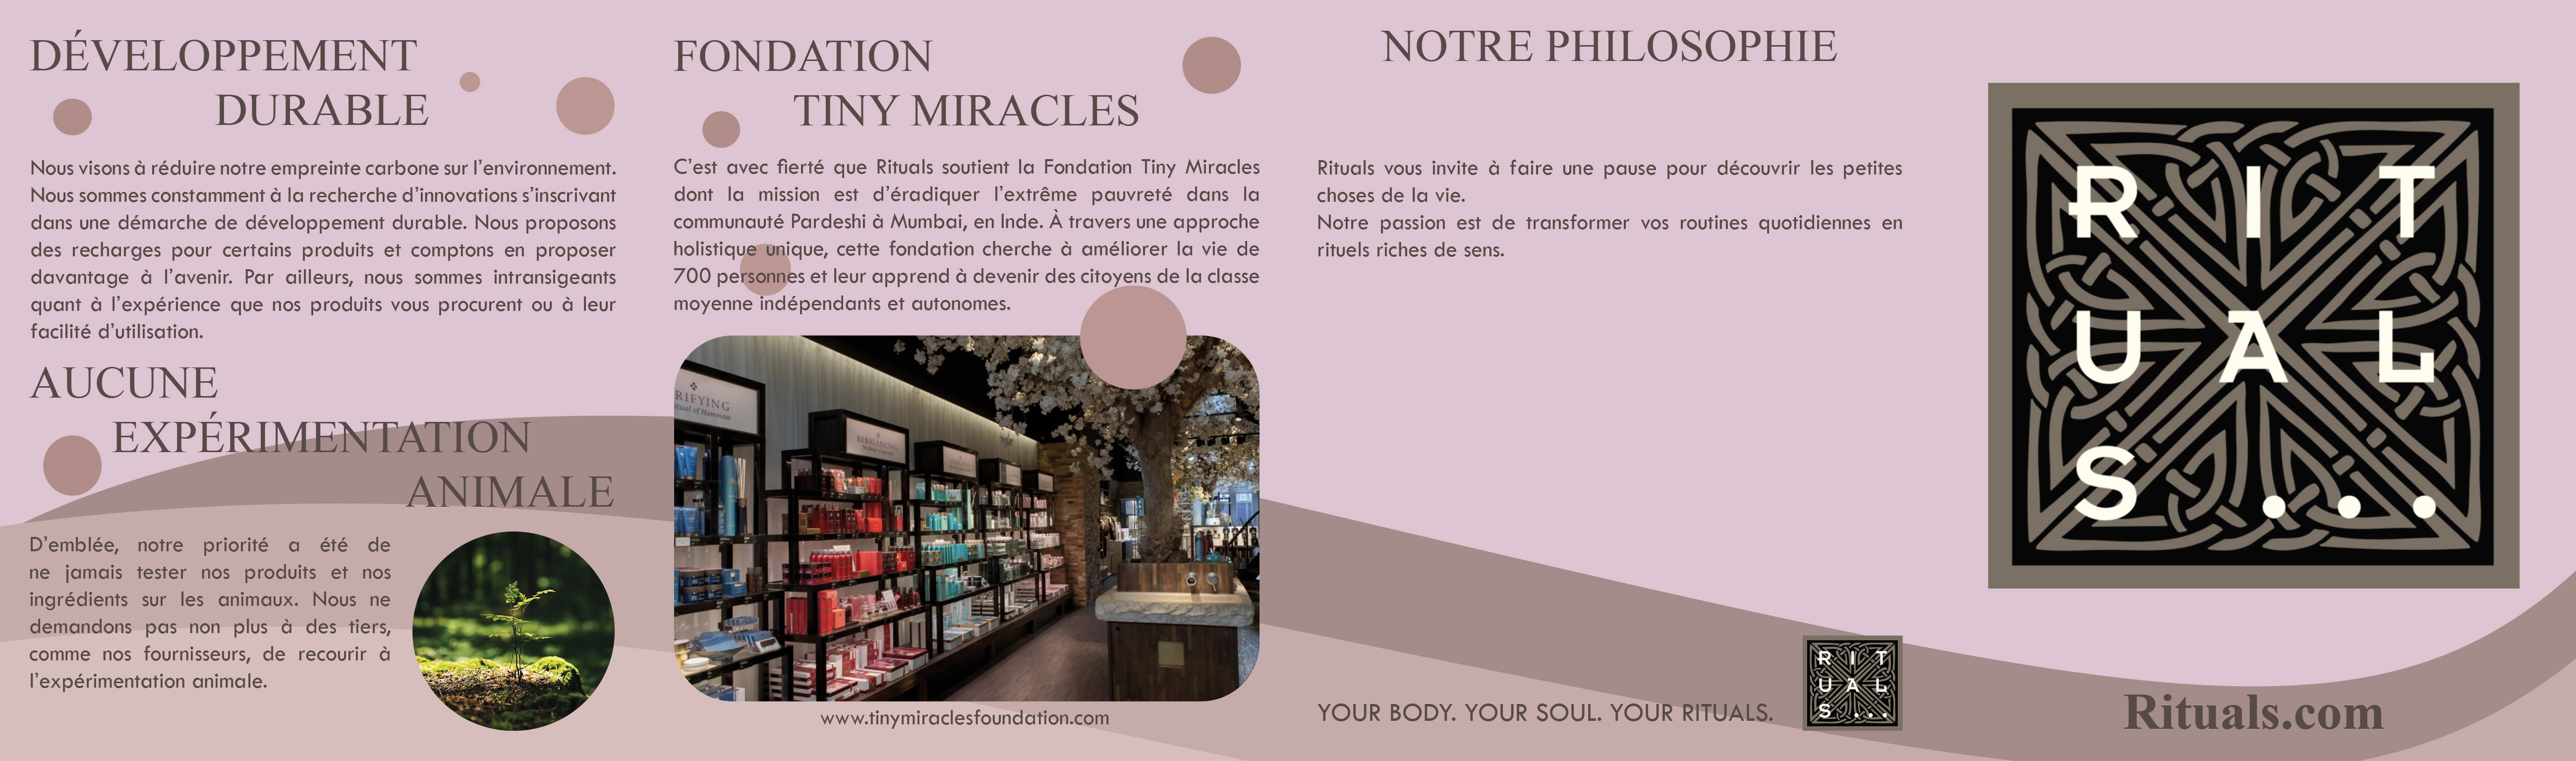 DÉVELOPPEMENT
DURABLE
Nous visons à réduire notre empreinte carbone sur l'environnement.
Nous sommes constamment à la recherche d'innovations s'inscrivant
dans une démarche de développement durable. Nous proposons
des recharges pour certains produits et comptons en proposer
davantage à l'avenir. Par ailleurs, nous sommes intransigeants
quant à l'expérience que nos produits vous procurent ou à leur
facilité d'utilisation.
AUCUNE
EXPÉRIMENTATION
ANIMALE
D'emblée, notre priorité a été de
ne jamais tester nos produits et nos
ingrédients sur les animaux. Nous ne
demandons pas non plus à des tiers,
comme nos fournisseurs, de recourir à
l'expérimentation animale.
FONDATION
TINY MIRACLES
C'est avec fierté que Rituals soutient la Fondation Tiny Miracles
dont la mission est d'éradiquer l'extrême pauvreté dans la
communauté Pardeshi à Mumbai, en Inde. À travers une approche
holistique unique, cette fondation cherche à améliorer la vie de
700 personnes et leur apprend à devenir des citoyens de la classe
moyenne indépendants et autonomes.
RIFYING
itual of Hammam
REBALANCING
www.tinymiraclesfoundation.com
NOTRE PHILOSOPHIE
Rituals vous invite à faire une pause pour découvrir les petites
choses de la vie.
Notre passion est de transformer vos routines quotidiennes en
rituels riches de sens.
YOUR BODY. YOUR SOUL. YOUR RITUALS.
R I T
U A L
S ...
R I T
U A L
S ...
Rituals.com